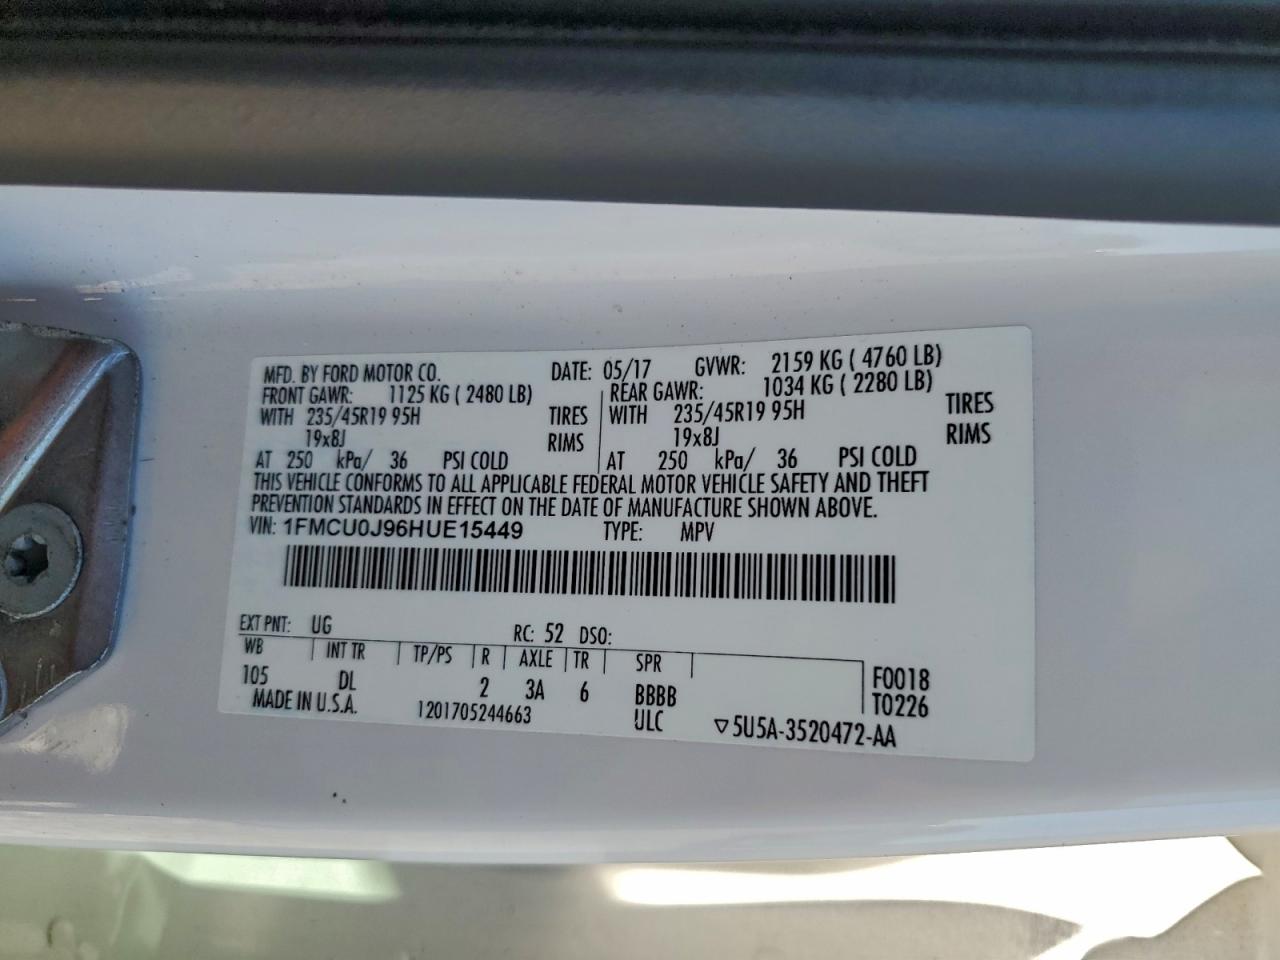 MFD. BY FORD MOTOR CO. DATE: 05/17 GVWR: 2159 KG ( 4760 LB)
FRONT GAWR: 1125 KG ( 2480 LB) REAR GAWR: 1034 KG ( 2280 LB)
WITH 235/45R19 95H TIRES WITH 235/45R19 95H TIRES
19x8J RIMS 19x8J RIMS
AT 250 kPa/ 36 PSI COLD AT 250 kPa/ 36 PSI COLD
THIS VEHICLE CONFORMS TO ALL APPLICABLE FEDERAL MOTOR VEHICLE SAFETY AND THEFT
PREVENTION STANDARDS IN EFFECT ON THE DATE OF MANUFACTURE SHOWN ABOVE.
VIN: 1FMCU0J96HUE15449 TYPE: MPV
EXT PNT: UG RC: 52 DSO:
WB INT TR TP/PS R AXLE TR SPR
105 DL 2 3A 6 BBBB F0018
MADE IN U.S.A. 1201705244663 ULC T0226
▽5U5A-3520472-AA